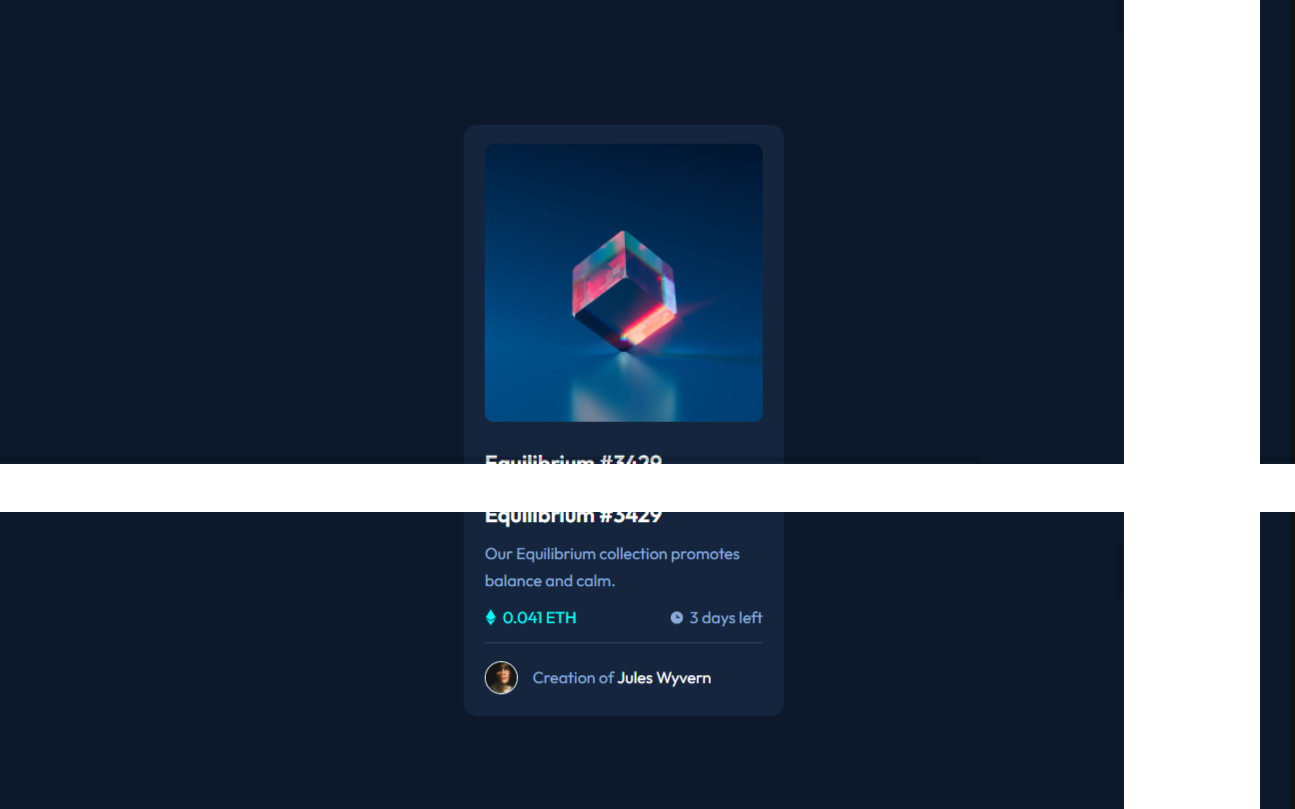 Equilibrium #3429
Equilibrium #3429
Our Equilibrium collection promotes
balance and calm.
0.041 ETH
3 days left
Creation of Jules Wyvern